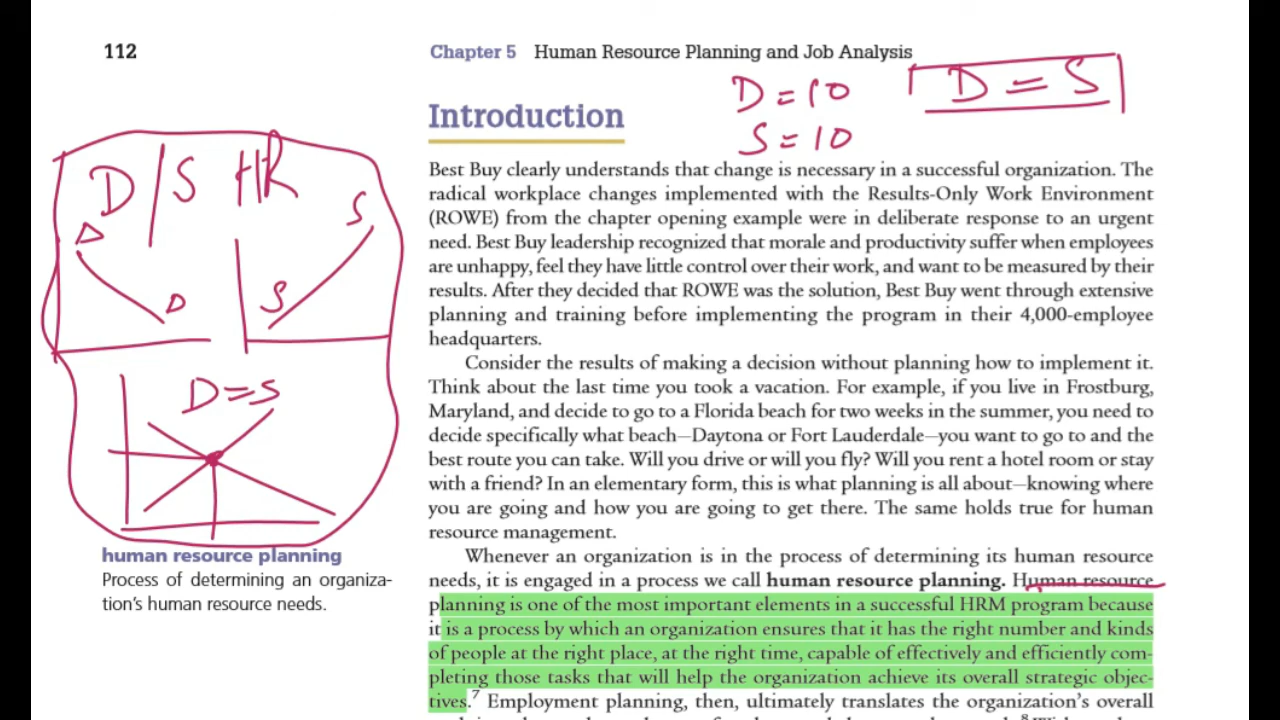 112
Chapter 5 Human Resource Planning and Job Analysis
D = 10
D = S
Introduction
S = 10
D/S HR
D
D
S
S
D=S
Best Buy clearly understands that change is necessary in a successful organization. The
radical workplace changes implemented with the Results-Only Work Environment
(ROWE) from the chapter opening example were in deliberate response to an urgent
need. Best Buy leadership recognized that morale and productivity suffer when employees
are unhappy, feel they have little control over their work, and want to be measured by their
results. After they decided that ROWE was the solution, Best Buy went through extensive
planning and training before implementing the program in their 4,000-employee
headquarters.
Consider the results of making a decision without planning how to implement it.
Think about the last time you took a vacation. For example, if you live in Frostburg,
Maryland, and decide to go to a Florida beach for two weeks in the summer, you need to
decide specifically what beach—Daytona or Fort Lauderdale—you want to go to and the
best route you can take. Will you drive or will you fly? Will you rent a hotel room or stay
with a friend? In an elementary form, this is what planning is all about—knowing where
you are going and how you are going to get there. The same holds true for human
resource management.
human resource planning
Process of determining an organiza-
tion's human resource needs.
Whenever an organization is in the process of determining its human resource
needs, it is engaged in a process we call human resource planning. Human resource
planning is one of the most important elements in a successful HRM program because
it is a process by which an organization ensures that it has the right number and kinds
of people at the right place, at the right time, capable of effectively and efficiently com-
pleting those tasks that will help the organization achieve its overall strategic objec-
tives.7 Employment planning, then, ultimately translates the organization's overall